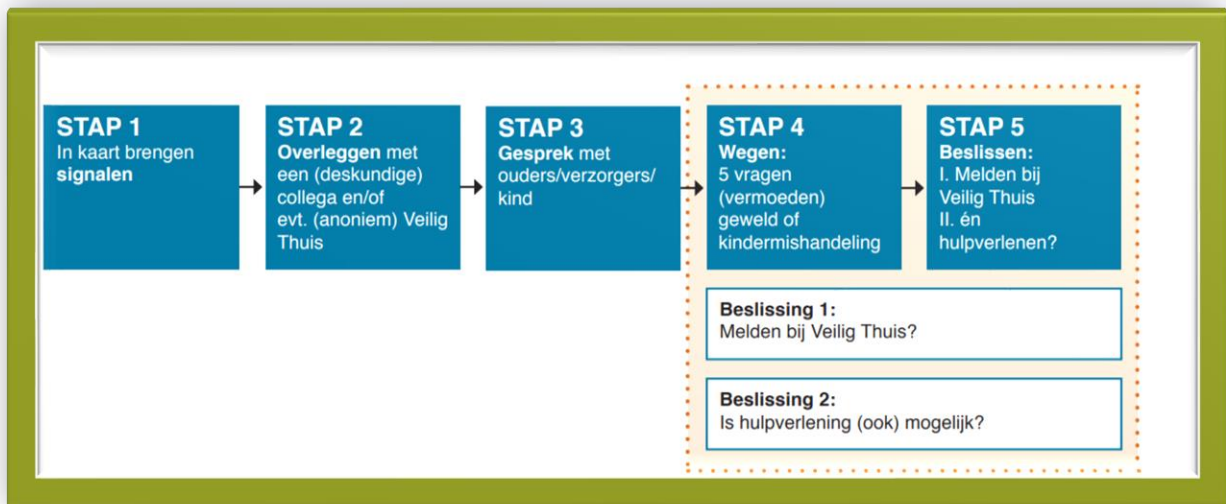 STAP 1
In kaart brengen
signalen
STAP 2
Overleggen met
een (deskundige)
collega en/of
evt. (anoniem) Veilig
Thuis
STAP 3
Gesprek met
ouders/verzorgers/
kind
STAP 4
Wegen:
5 vragen
(vermoeden)
geweld of
kindermishandeling
STAP 5
Beslissen:
I. Melden bij
Veilig Thuis
II. én
hulpverlenen?
Beslissing 1:
Melden bij Veilig Thuis?
Beslissing 2:
Is hulpverlening (ook) mogelijk?